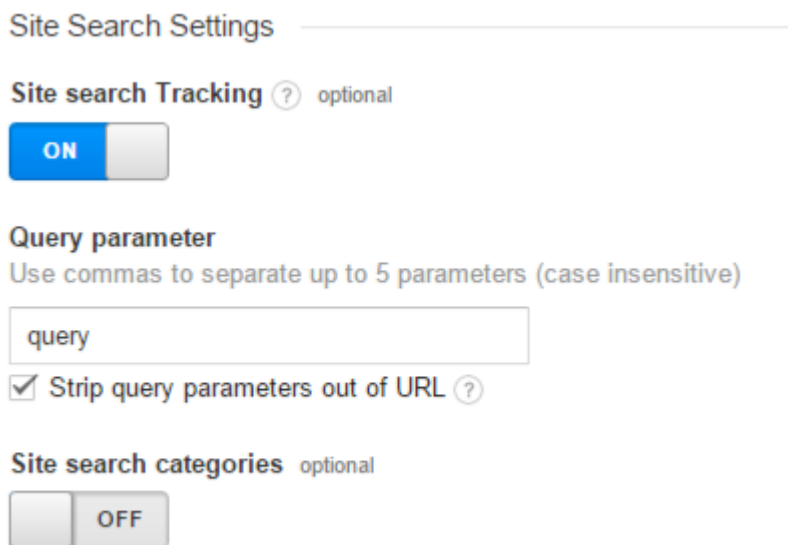 Site Search Settings
Site search Tracking ? optional
ON
Query parameter
Use commas to separate up to 5 parameters (case insensitive)
query
Strip query parameters out of URL ?
Site search categories optional
OFF